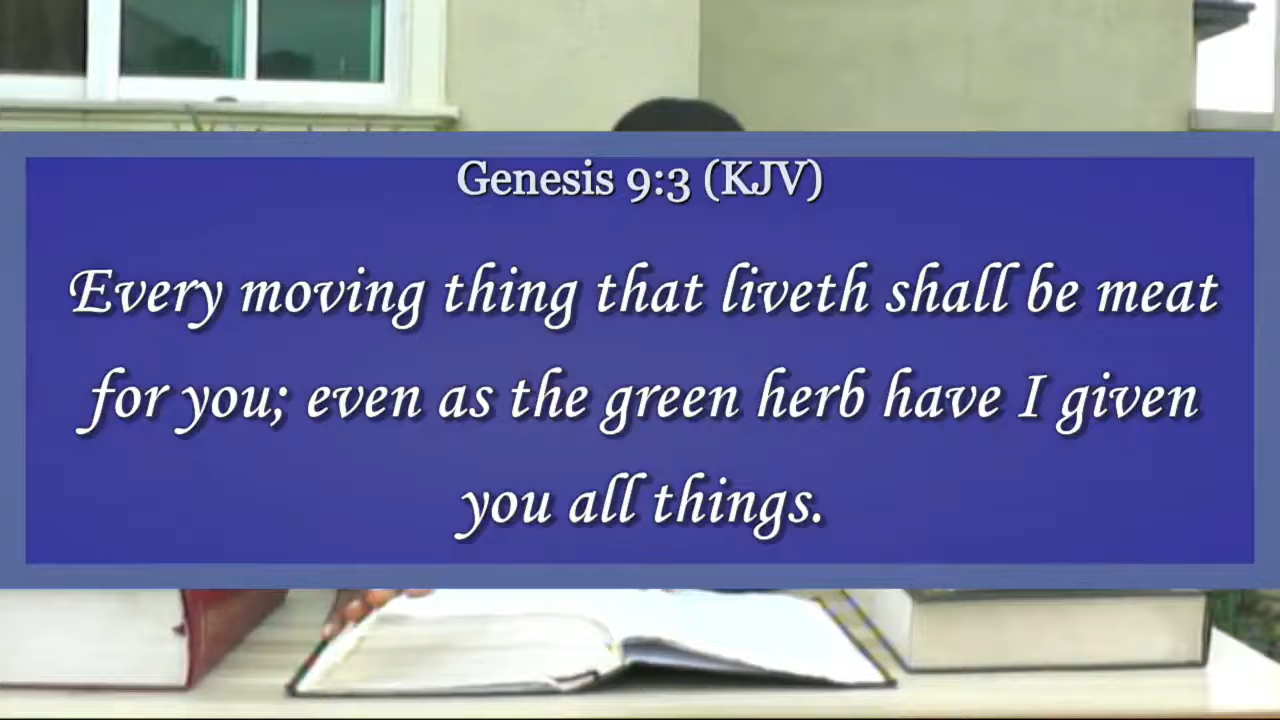 Genesis 9:3 (KJV)
Every moving thing that liveth shall be meat
for you; even as the green herb have I given
you all things.